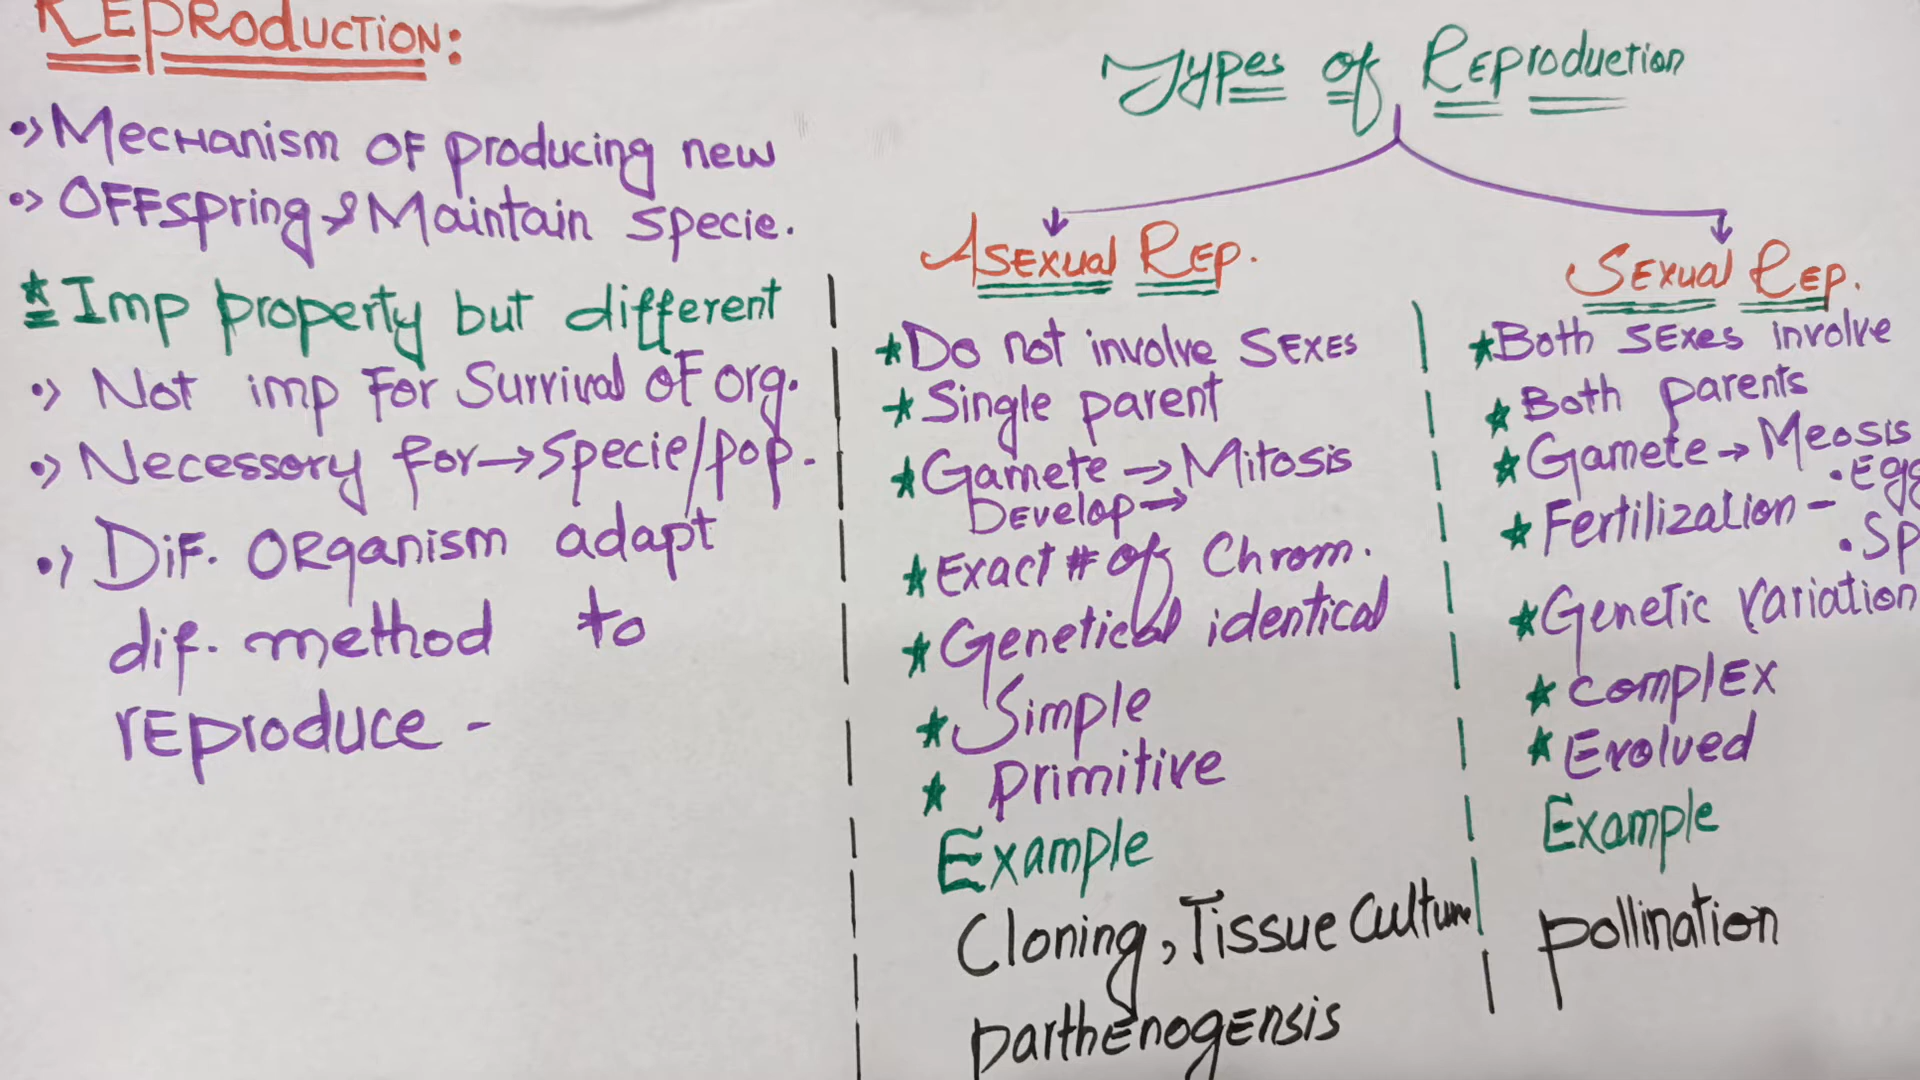 REPRODUCTION:
Mechanism of producing new
Offspring & Maintain specie.
Imp property but different
Not imp for Survival of org.
Necessory for → specie/pop.
Dif. Organism adapt
dif. method to
reproduce -
Types of Reproduction
Asexual Rep.
Do not involve sexes
Single parent
Gamete → Mitosis
Develop →
Exact # of Chrom.
Genetical identical
Simple
primitive
Example
Cloning, Tissue Culture
parthenogensis
Sexual Rep.
Both sexes involve
Both parents
Gamete → Meosis
Fertilization - . Egg
. Sp
Genetic variation
complex
Evolved
Example
pollination